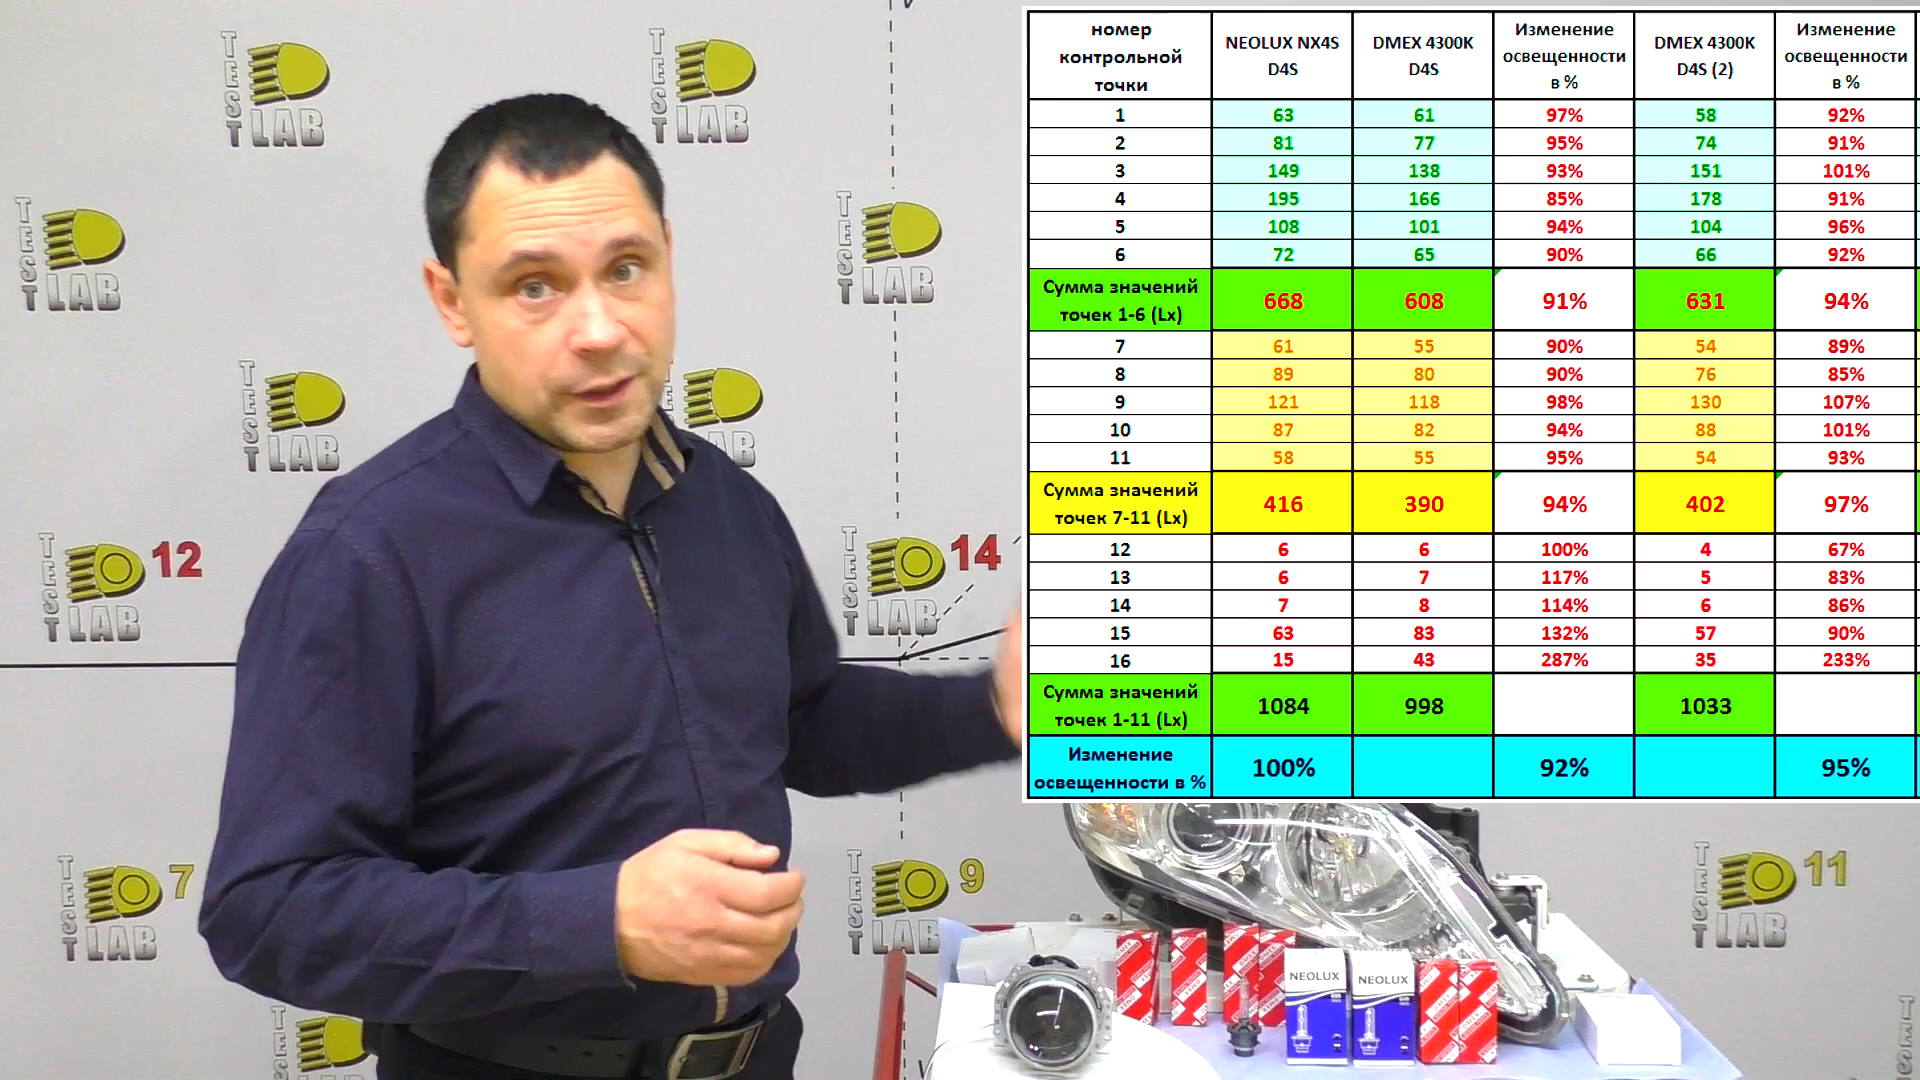 номер контрольной точки NEOLUX NX4S D4S DMEX 4300K D4S Изменение освещенности в % DMEX 4300K D4S (2) Изменение освещенности в %
1 63 61 97% 58 92%
2 81 77 95% 74 91%
3 149 138 93% 151 101%
4 195 166 85% 178 91%
5 108 101 94% 104 96%
6 72 65 90% 66 92%
Сумма значений точек 1-6 (Lx) 668 608 91% 631 94%
7 61 55 90% 54 89%
8 89 80 90% 76 85%
9 121 118 98% 130 107%
10 87 82 94% 88 101%
11 58 55 95% 54 93%
Сумма значений точек 7-11 (Lx) 416 390 94% 402 97%
12 6 6 100% 4 67%
13 6 7 117% 5 83%
14 7 8 114% 6 86%
15 63 83 132% 57 90%
16 15 43 287% 35 233%
Сумма значений точек 1-11 (Lx) 1084 998 1033
Изменение освещенности в % 100% 92% 95%
TEST LAB
TEST LAB
TEST LAB
TEST LAB
TEST LAB
LAB
TEST LAB 12
TEST LAB 14
TEST LAB 7
TEST LAB 9
TEST LAB 11
TEST
NEOLUX
NEOLUX